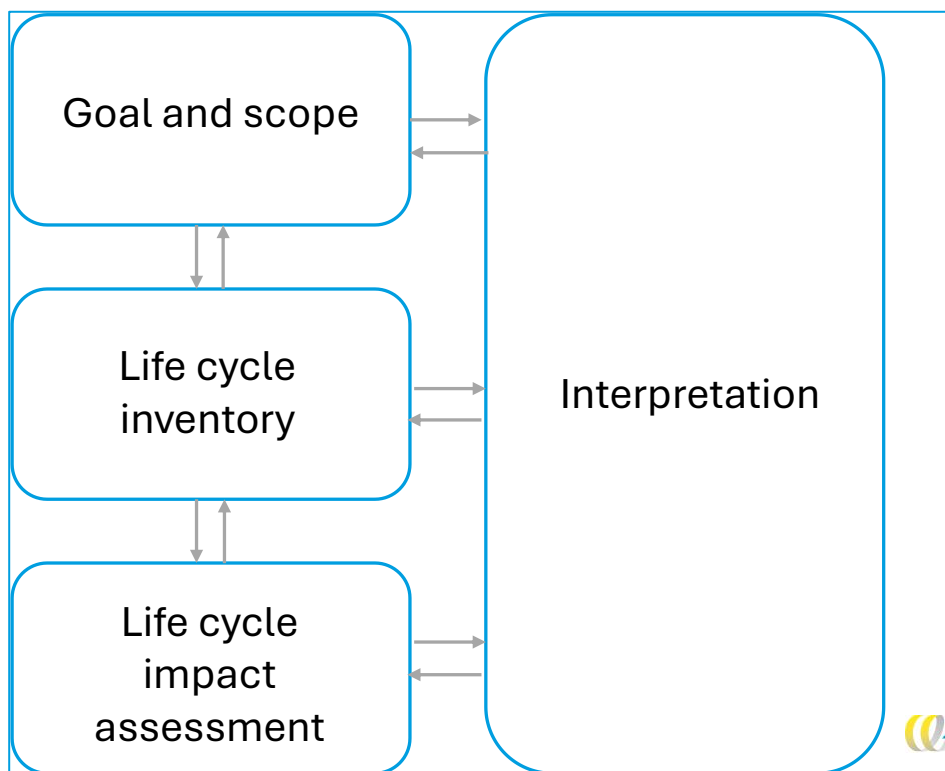 Goal and scope
Life cycle
inventory
Interpretation
Life cycle
impact
assessment